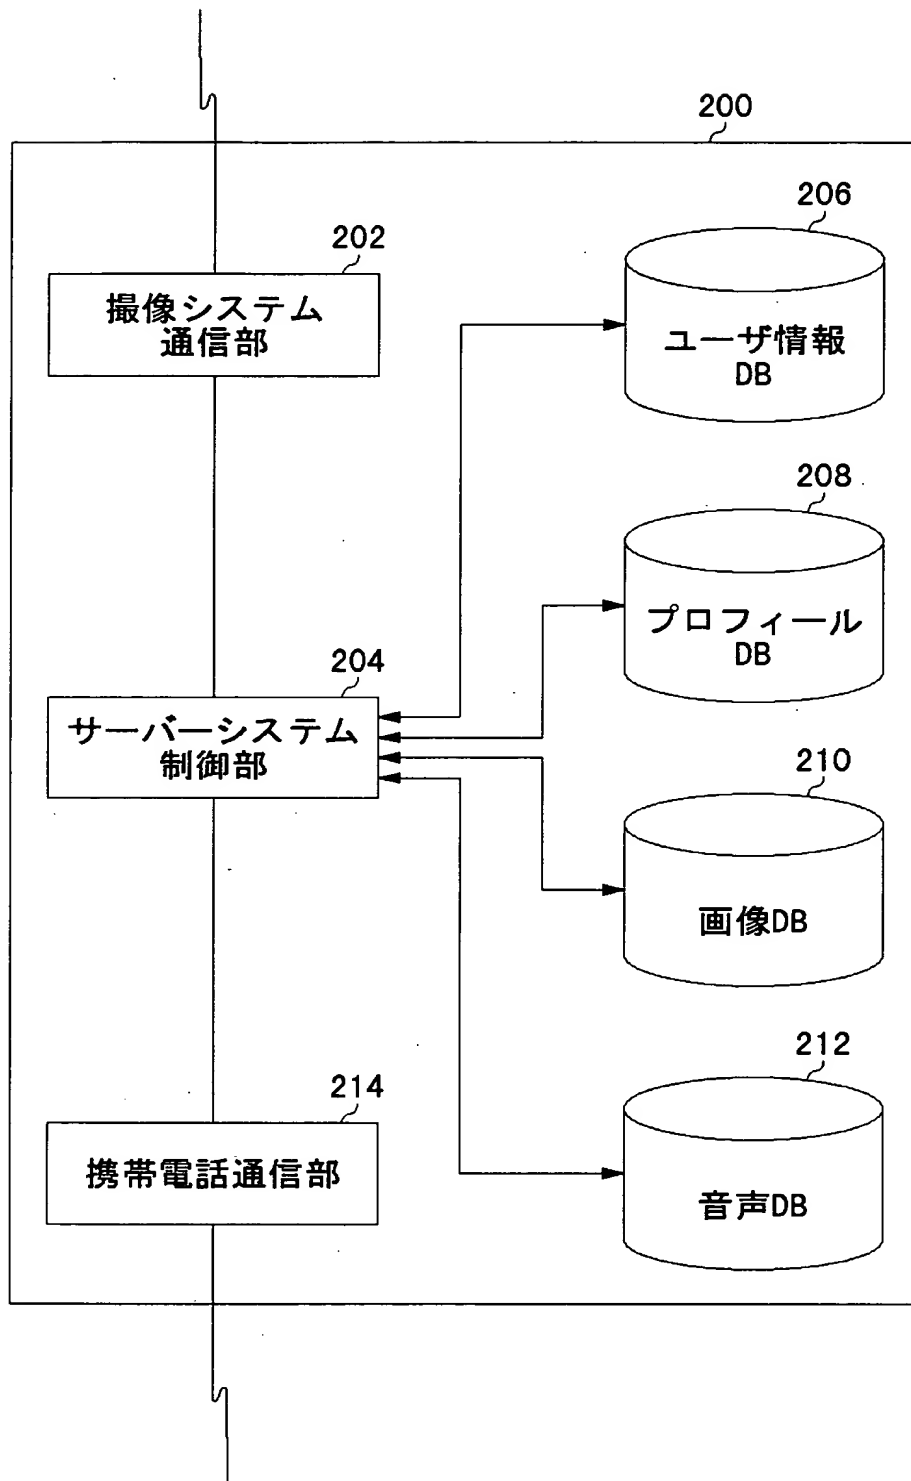 200
206
202
撮像システム
通信部
ユーザ情報
DB
208
プロフィール
DB
204
サーバーシステム
制御部
210
画像DB
212
214
携帯電話通信部
音声DB